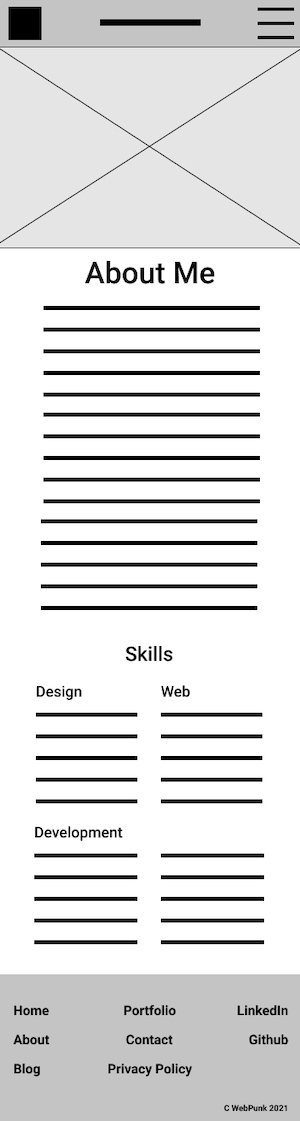 About Me
Skills
Design Web
Development
Home Portfolio LinkedIn
About Contact Github
Blog Privacy Policy
C WebPunk 2021